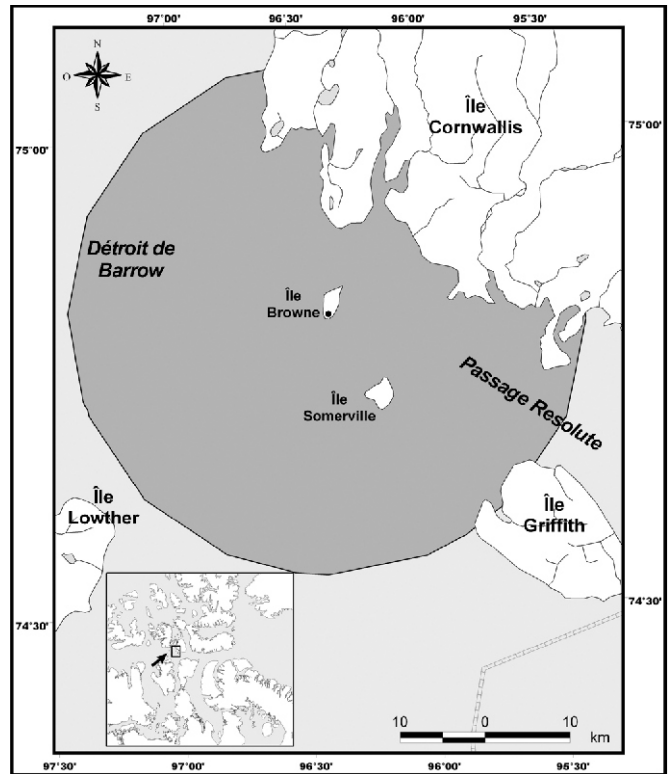 97°00'
96°30'
96°00'
95°30'
N
O
E
S
Île
Cornwallis
75°00'
75°00'
Détroit de
Barrow
Île
Browne
Île
Somerville
Passage Resolute
Île
Lowther
Île
Griffith
74°30'
74°30'
10
0
10
km
97°30'
97°00'
96°30'
96°00'
95°30'